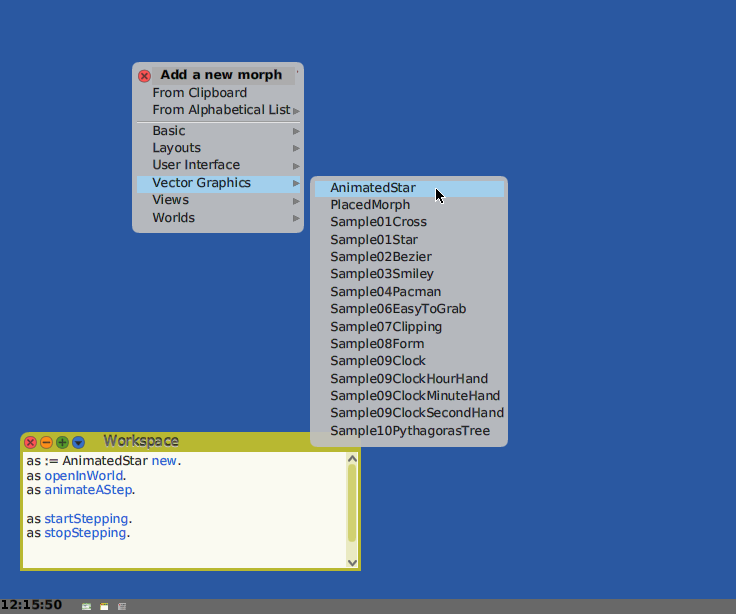 Add a new morph
From Clipboard
From Alphabetical List
Basic
Layouts
User Interface
Vector Graphics
Views
Worlds
AnimatedStar
PlacedMorph
Sample01Cross
Sample01Star
Sample02Bezier
Sample03Smiley
Sample04Pacman
Sample06EasyToGrab
Sample07Clipping
Sample08Form
Sample09Clock
Sample09ClockHourHand
Sample09ClockMinuteHand
Sample09ClockSecondHand
Sample10PythagorasTree
Workspace
as := AnimatedStar new.
as openInWorld.
as animateAStep.
as startStepping.
as stopStepping.
12:15:50